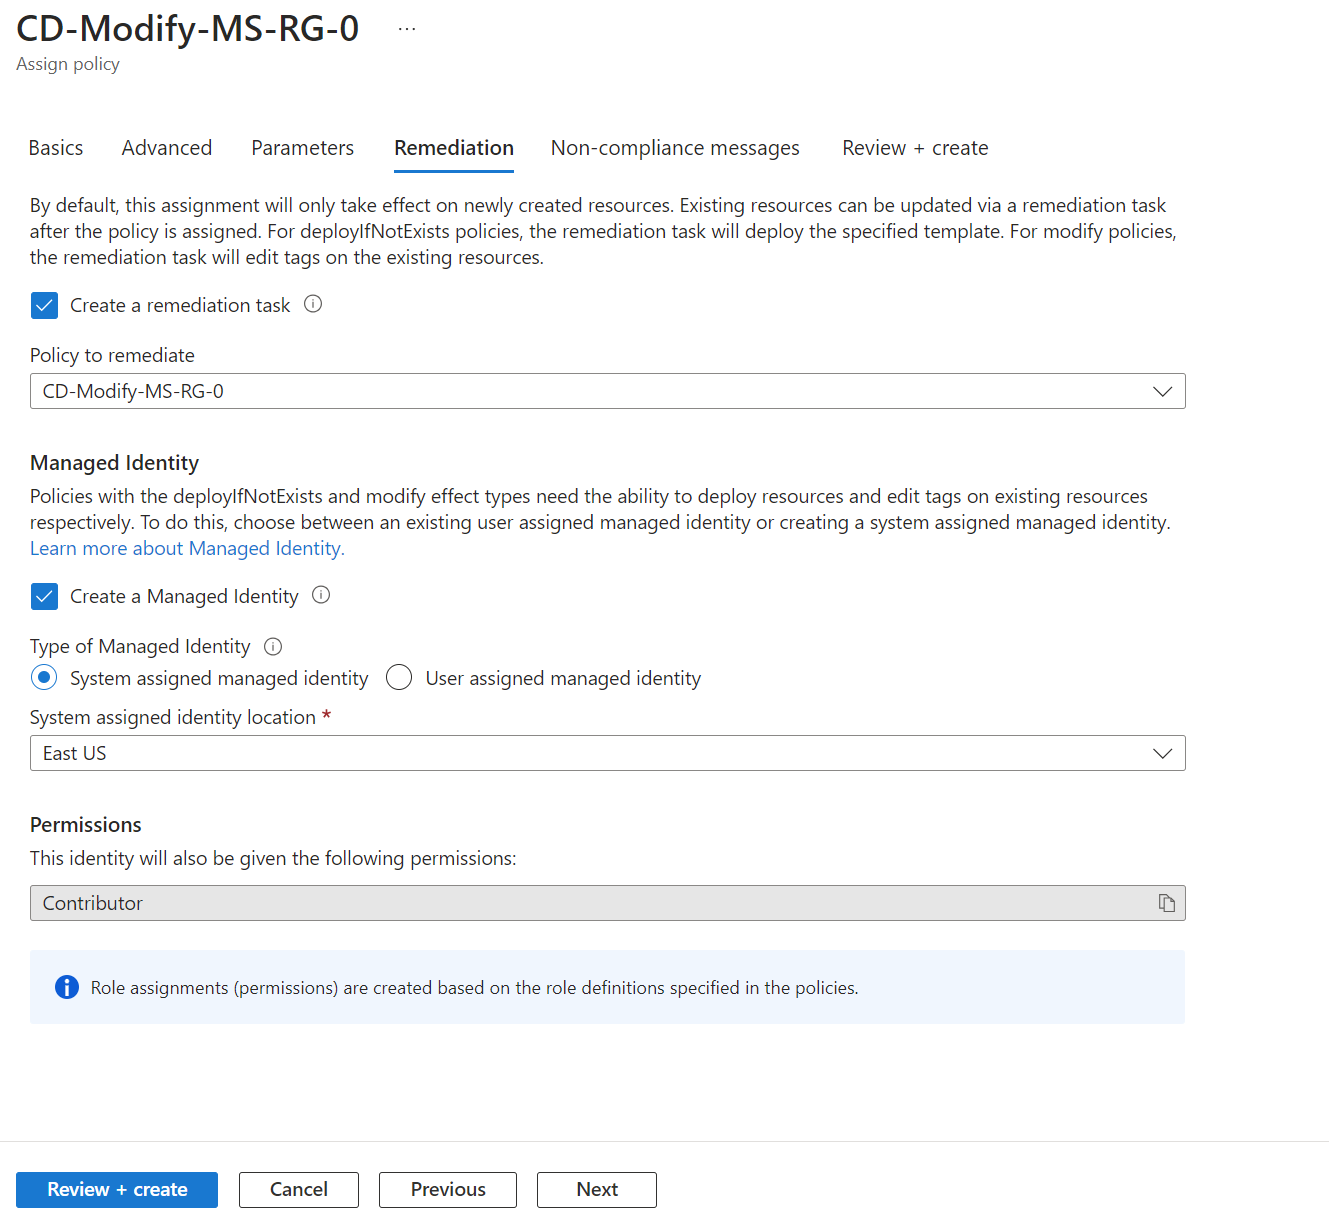 CD-Modify-MS-RG-0 ...
Assign policy
Basics Advanced Parameters Remediation Non-compliance messages Review + create
By default, this assignment will only take effect on newly created resources. Existing resources can be updated via a remediation task
after the policy is assigned. For deployIfNotExists policies, the remediation task will deploy the specified template. For modify policies,
the remediation task will edit tags on the existing resources.
Create a remediation task
Policy to remediate
CD-Modify-MS-RG-0
Managed Identity
Policies with the deployIfNotExists and modify effect types need the ability to deploy resources and edit tags on existing resources
respectively. To do this, choose between an existing user assigned managed identity or creating a system assigned managed identity.
Learn more about Managed Identity.
Create a Managed Identity
Type of Managed Identity
System assigned managed identity User assigned managed identity
System assigned identity location *
East US
Permissions
This identity will also be given the following permissions:
Contributor
Role assignments (permissions) are created based on the role definitions specified in the policies.
Review + create Cancel Previous Next